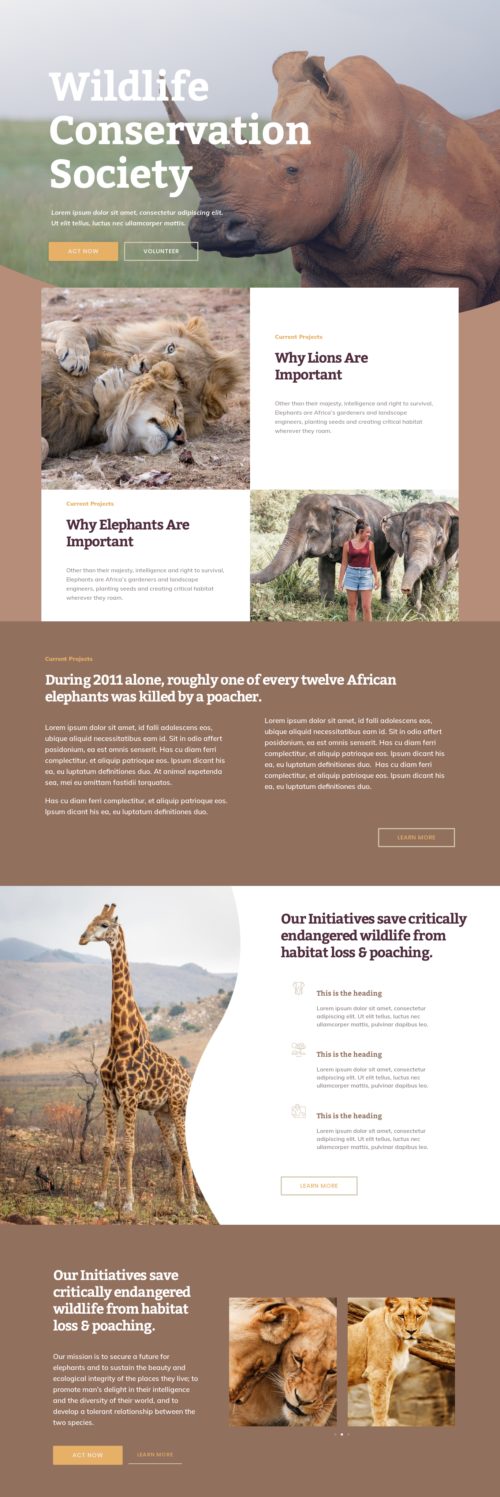 Wildlife
Conservation
Society
Lorem ipsum dolor sit amet, consectetur adipiscing elit.
Ut elit tellus, luctus nec mattis.
ACT NOW
VOLUNTEER
Current Projects
Why Lions Are
Important
Other than their majesty, intelligence and right to survival,
Elephants are Africa's gardeners and landscape
engineers, planting seeds and creating critical habitat
wherever they roam.
Current Projects
Why Elephants Are
Important
Other than their majesty, intelligence and right to survival,
Elephants are Africa's gardeners and landscape
engineers, planting seeds and creating critical habitat
wherever they roam.
Current Projects
During 2011 alone, roughly one of every twelve African
elephants was killed by a poacher.
Lorem ipsum dolor sit amet, id falli adolescens eos,
ubique aliquid necessitatibus eam id. Sit in odio affert
posidonium, ea est omnis senserit. Has cu diam ferri
complectitur, et aliquip patrioque eos. Ipsum dicant his
ea, eu luptatum definitiones duo. At animal expetenda
sea, mei eu omittam fastidii torquatos.
Has cu diam ferri complectitur, et aliquip patrioque eos.
Ipsum dicant his ea, eu luptatum definitiones duo.
Lorem ipsum dolor sit amet, id falli adolescens eos,
ubique aliquid necessitatibus eam id. Sit in odio affert
posidonium, ea est omnis senserit. Has cu diam ferri
complectitur, et aliquip patrioque eos. Ipsum dicant his
ea, eu luptatum definitiones duo. Has cu diam ferri
complectitur, et aliquip patrioque eos. Ipsum dicant his
ea, eu luptatum definitiones duo.
LEARN MORE
Our Initiatives save critically
endangered wildlife from
habitat loss & poaching.
This is the heading
Lorem ipsum dolor sit amet, consectetur
adipiscing elit. Ut elit tellus, luctus nec
ullamcorper mattis, pulvinar dapibus leo.
This is the heading
Lorem ipsum dolor sit amet, consectetur
adipiscing elit. Ut elit tellus, luctus nec
ullamcorper mattis, pulvinar dapibus leo.
This is the heading
Lorem ipsum dolor sit amet, consectetur
adipiscing elit. Ut elit tellus, luctus nec
ullamcorper mattis, pulvinar dapibus leo.
LEARN MORE
Our Initiatives save
critically endangered
wildlife from habitat
loss & poaching.
Our mission is to secure a future for
elephants and to sustain the beauty and
ecological integrity of the places they live; to
promote man's delight in their intelligence
and the diversity of their world, and to
develop a tolerant relationship between the
two species.
ACT NOW
LEARN MORE